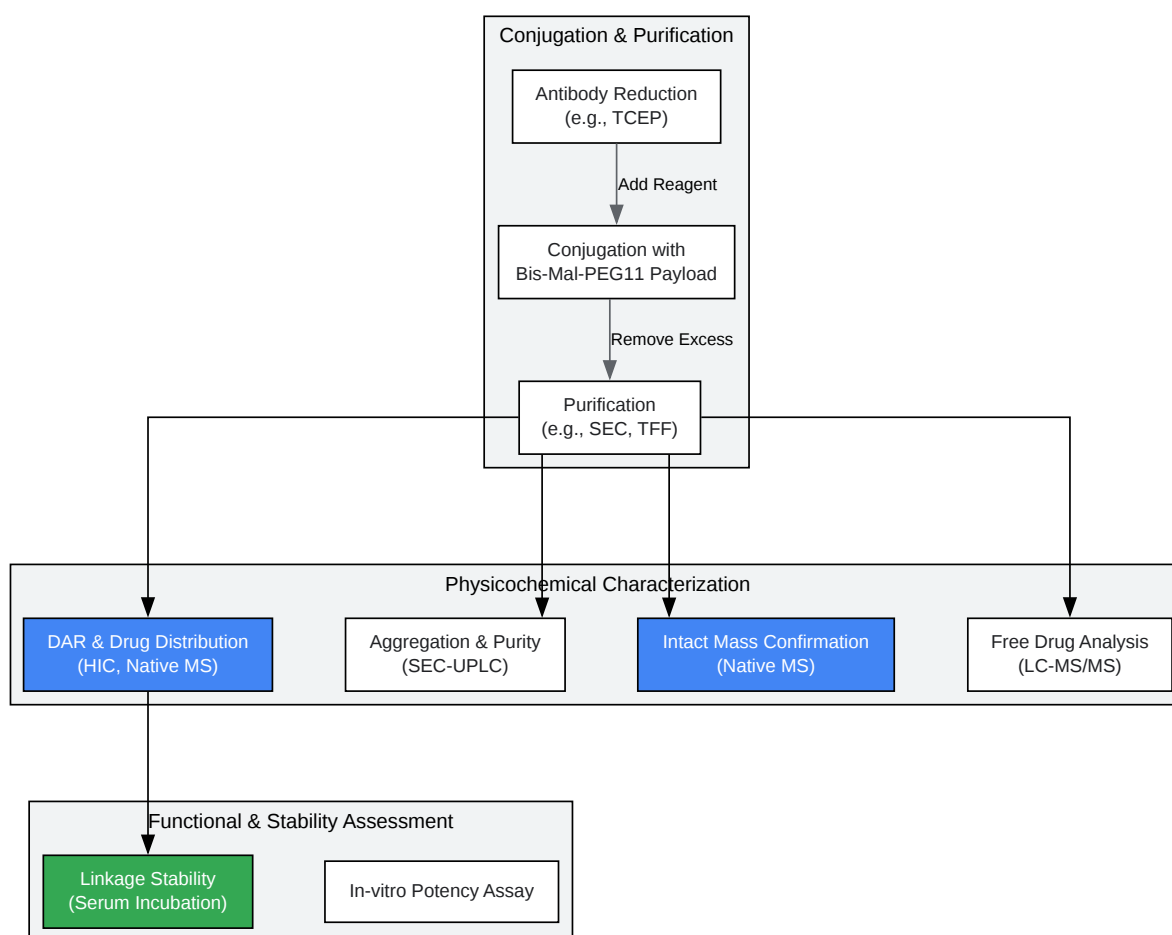 Conjugation & Purification
Antibody Reduction
(e.g., TCEP)
Add Reagent
Conjugation with
Bis-Mal-PEG11 Payload
Remove Excess
Purification
(e.g., SEC, TFF)
Physicochemical Characterization
DAR & Drug Distribution
(HIC, Native MS)
Aggregation & Purity
(SEC-UPLC)
Intact Mass Confirmation
(Native MS)
Free Drug Analysis
(LC-MS/MS)
Functional & Stability Assessment
Linkage Stability
(Serum Incubation)
In-vitro Potency Assay